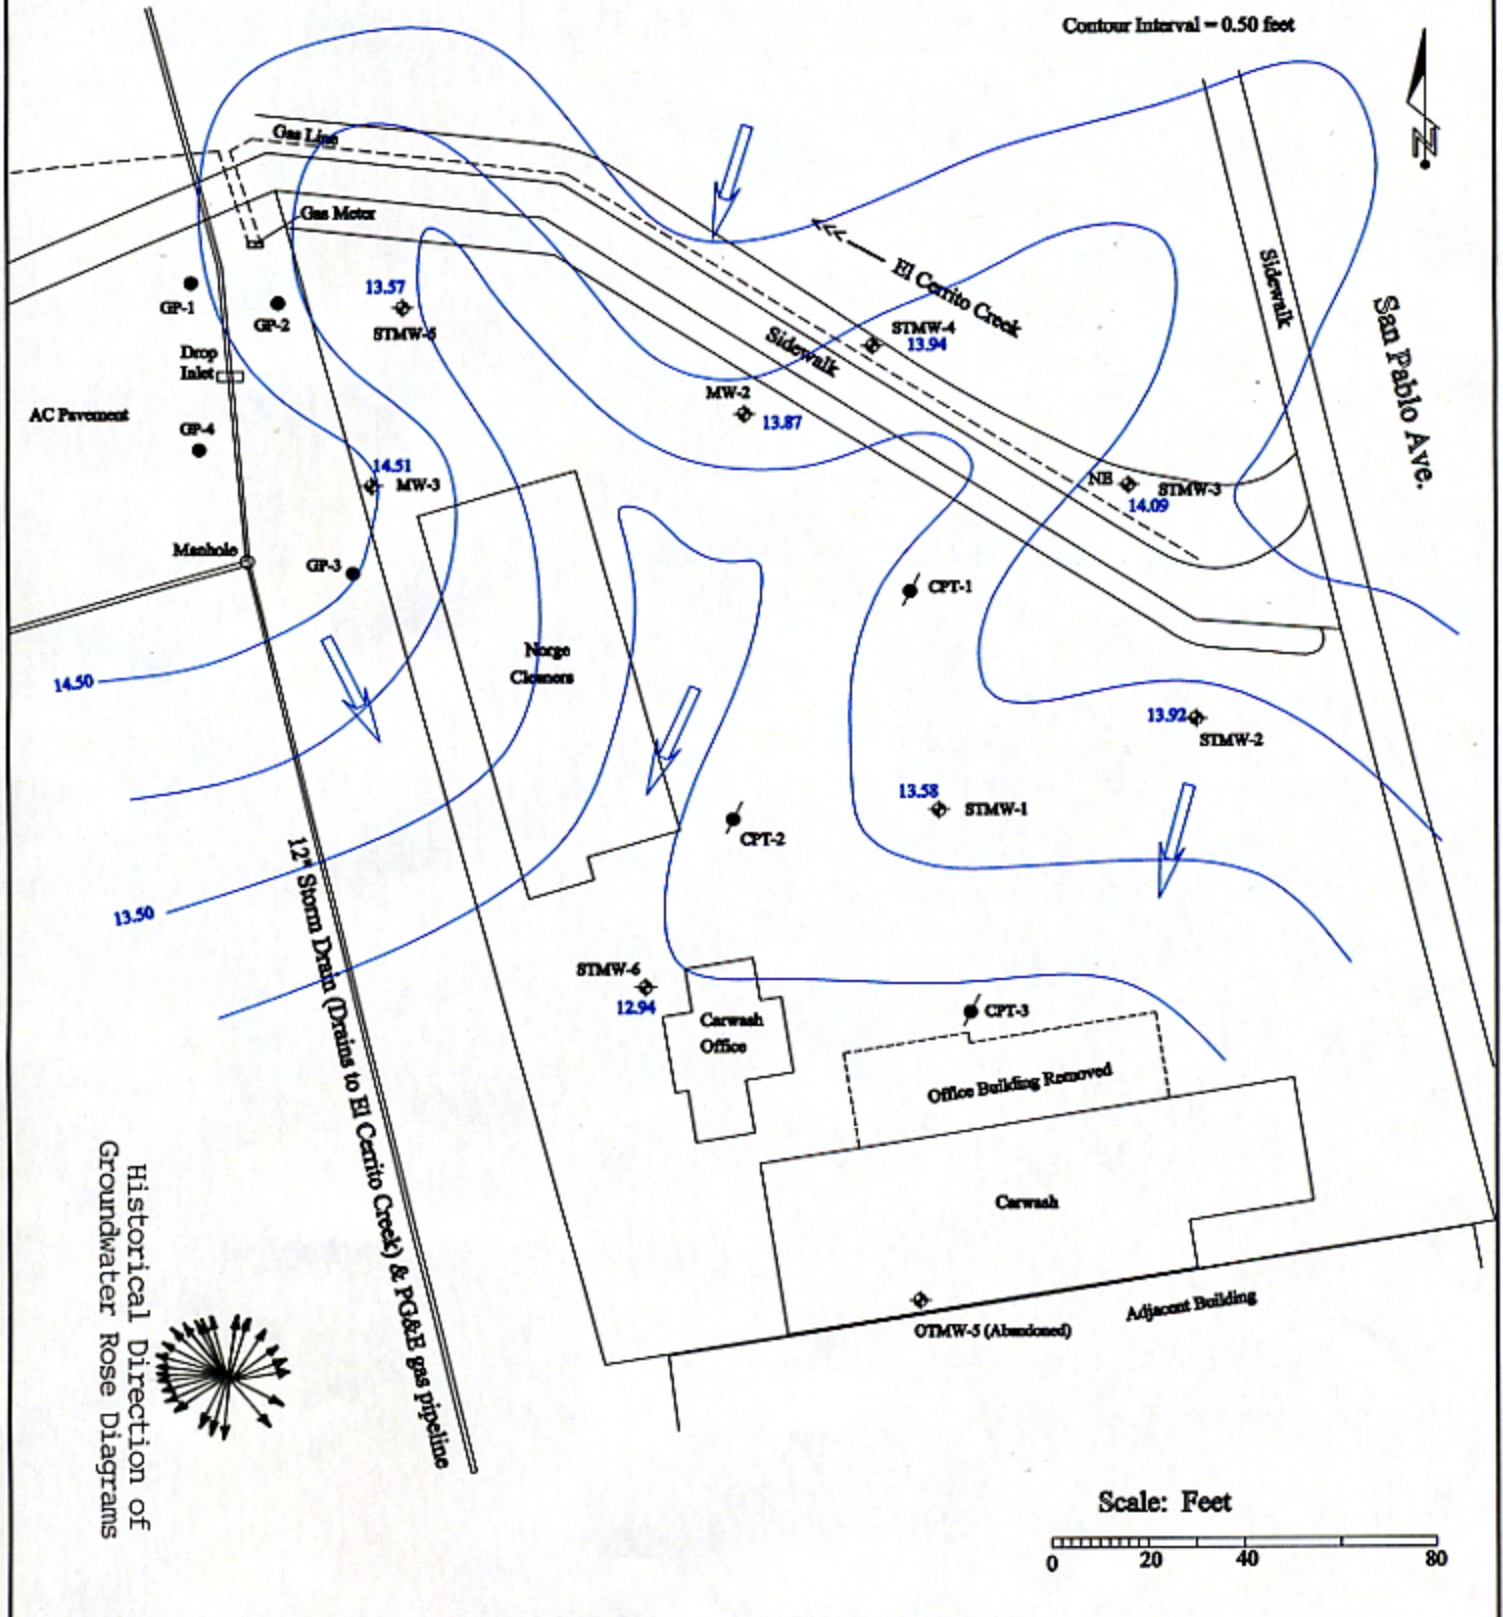 Contour Interval = 0.50 feet
N
Gas Line
Gas Meter
El Cerrito Creek
Sidewalk
San Pablo Ave.
GP-1
GP-2
13.57
STMW-5
STMW-4
13.94
Sidewalk
Drop
Inlet
AC Pavement
MW-2
13.87
GP-4
14.51
MW-3
NE
STMW-3
14.09
Manhole
GP-3
CPT-1
Norge
Cleaners
14.50
13.92
STMW-2
13.58
STMW-1
CPT-2
13.50
12" Storm Drain (Drains to El Cerrito Creek) & PG&E gas pipeline
STMW-6
12.94
Carwash
Office
CPT-3
Office Building Removed
Carwash
Historical Direction of
Groundwater Rose Diagrams
OTMW-5 (Abandoned)
Adjacent Building
Scale: Feet
0 20 40 80